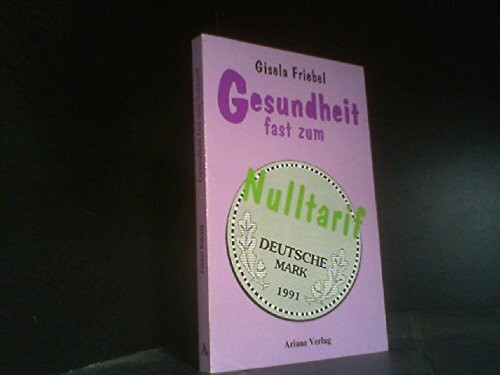 Gisela Friebel
Gesundheit
fast zum
Nulltarif
DEUTSCHE
MARK
1991
Ariane Verlag